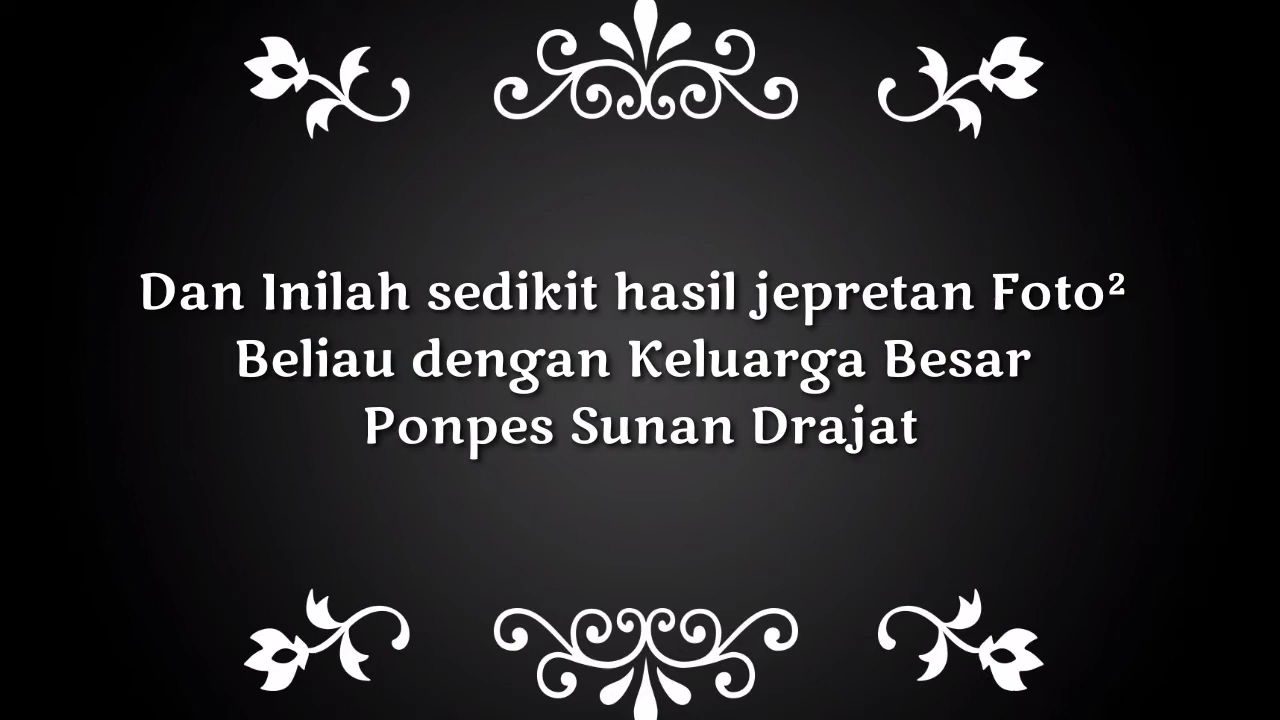 Dan Inilah sedikit hasil jepretan Foto²
Beliau dengan Keluarga Besar
Ponpes Sunan Drajat